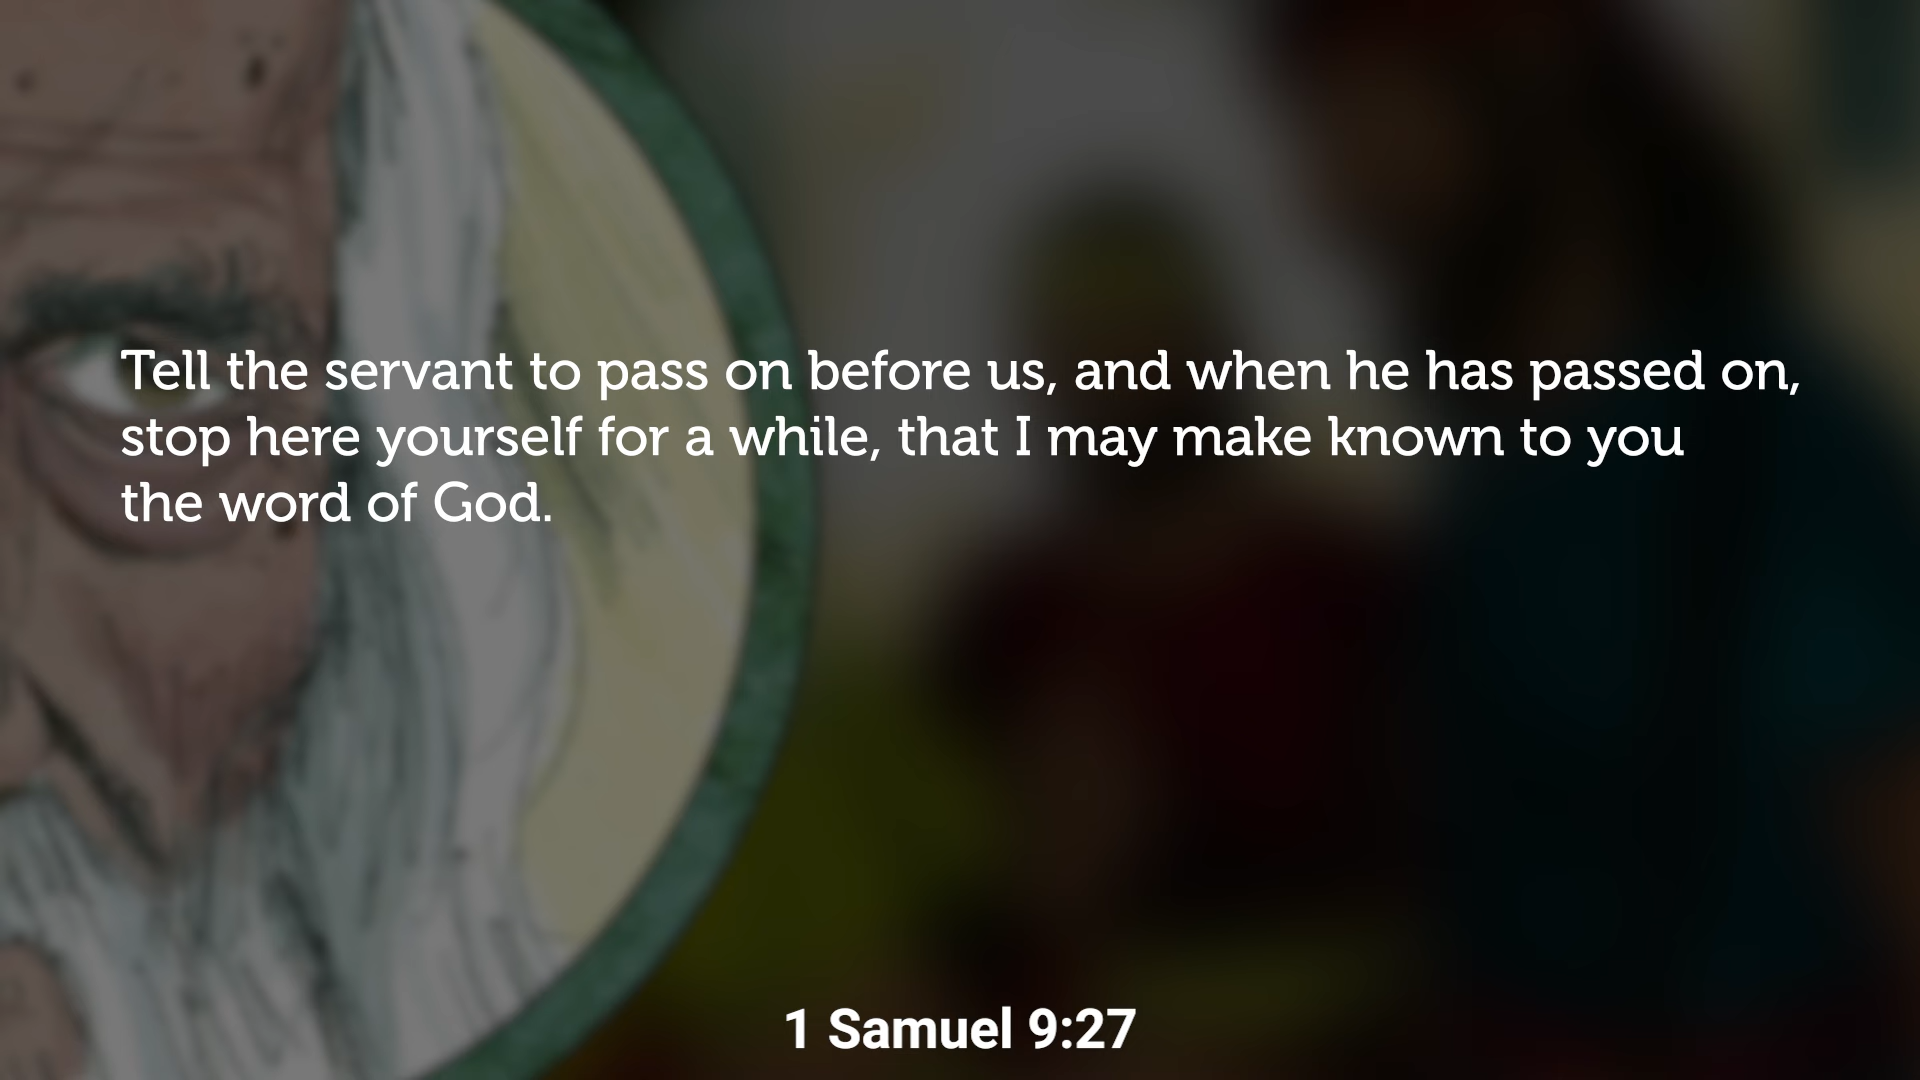 Tell the servant to pass on before us, and when he has passed on,
stop here yourself for a while, that I may make known to you
the word of God.
1 Samuel 9:27